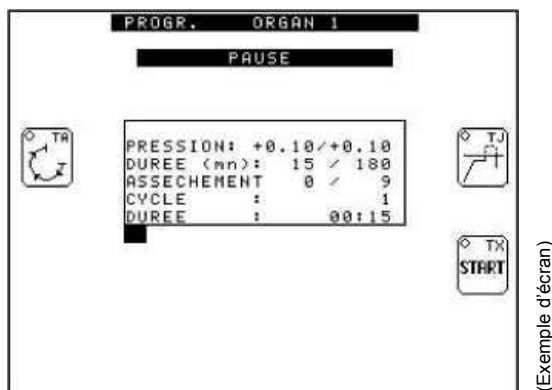 PROGR. ORGAN 1
PAUSE
TA
PRESSION: +0.10/+0.10
DUREE (mn): 15 / 180
ASSECHEMENT 0 / 9
CYCLE : 1
DUREE : 00:15
TJ
TX
START
(Exemple d'écran)